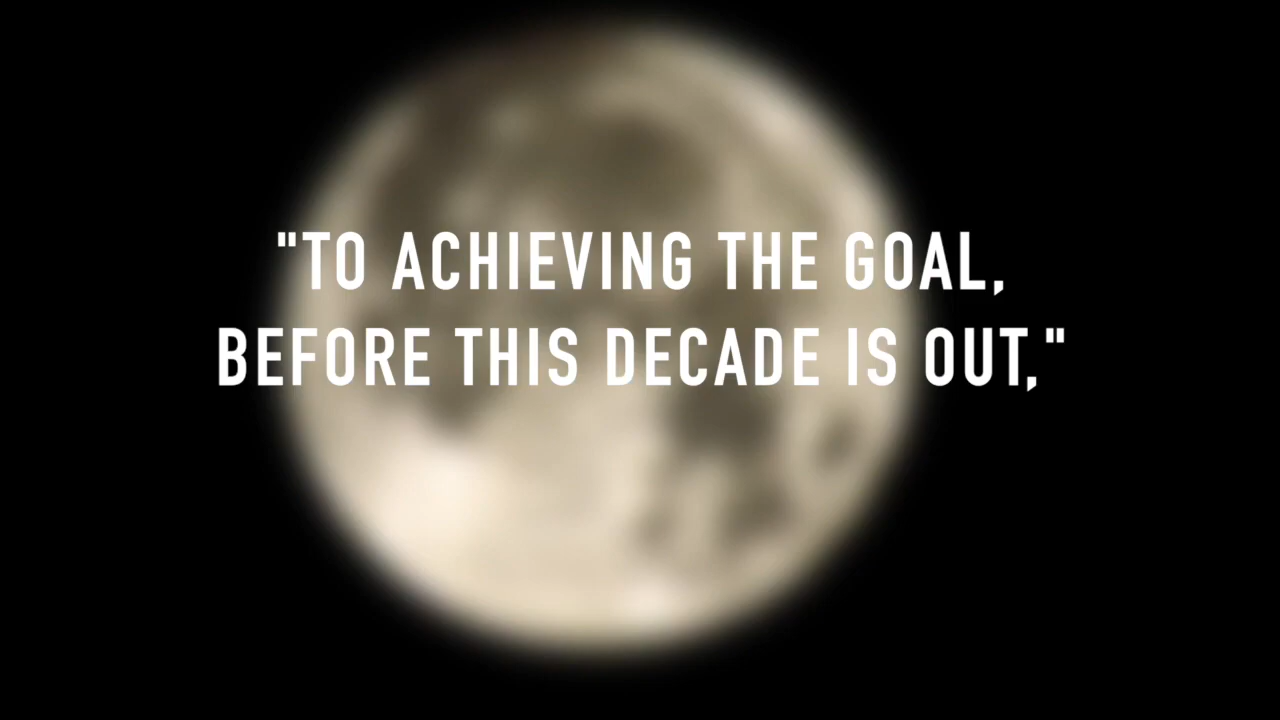 "TO ACHIEVING THE GOAL,
BEFORE THIS DECADE IS OUT,"